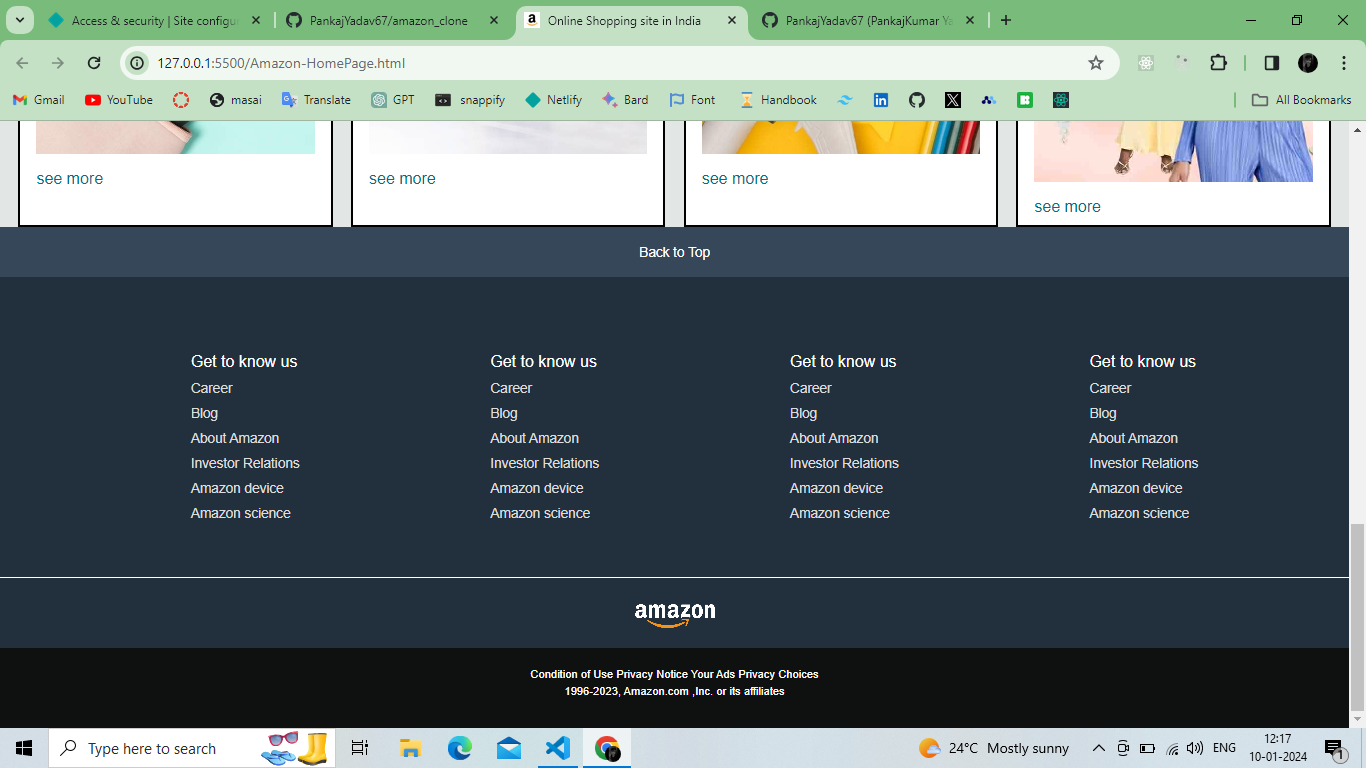 Access & security | Site configu
PankajYadav67/amazon_clone
Online Shopping site in India
PankajYadav67 (PankajKumar Ya
127.0.0.1:5500/Amazon-HomePage.html
Gmail YouTube masai Translate GPT snappify Netlify Bard Font Handbook All Bookmarks
see more see more see more
see more
Back to Top
Get to know us Get to know us Get to know us Get to know us
Career Career Career Career
Blog Blog Blog Blog
About Amazon About Amazon About Amazon About Amazon
Investor Relations Investor Relations Investor Relations Investor Relations
Amazon device Amazon device Amazon device Amazon device
Amazon science Amazon science Amazon science Amazon science
amazon
Condition of Use Privacy Notice Your Ads Privacy Choices
1996-2023, Amazon.com ,Inc. or its affiliates
Type here to search
24°C Mostly sunny
ENG
12:17
10-01-2024
1